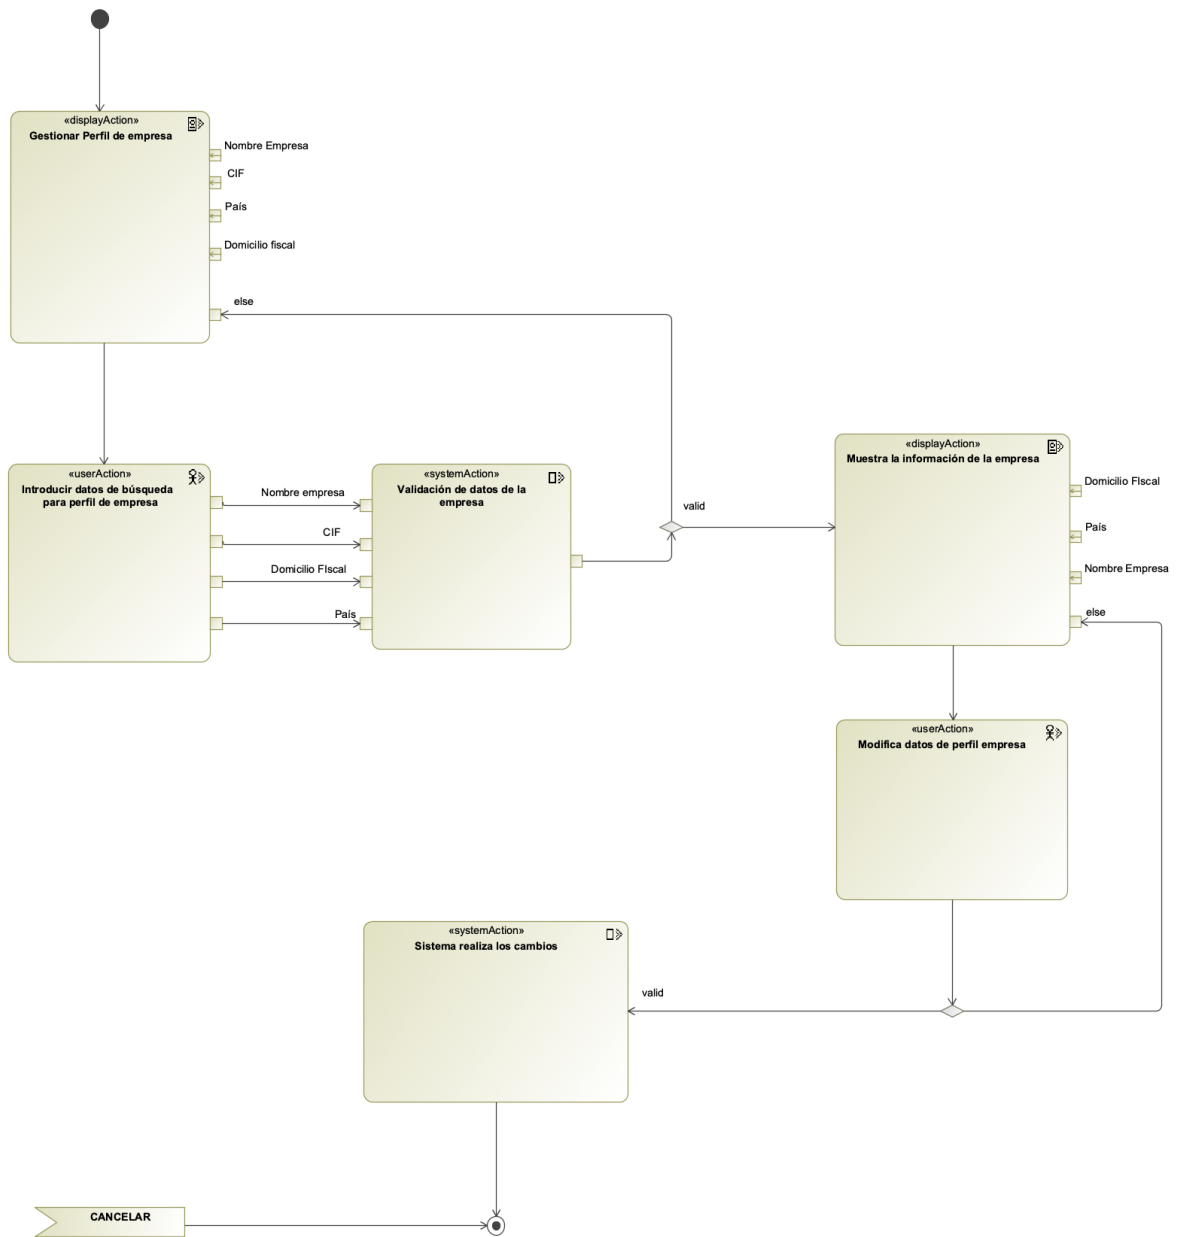 «displayAction»
Gestionar Perfil de empresa
Nombre Empresa
CIF
País
Domicilio fiscal
else
«userAction»
Introducir datos de búsqueda
para perfil de empresa
Nombre empresa
CIF
Domicilio FIscal
País
«systemAction»
Validación de datos de la
empresa
valid
«displayAction»
Muestra la información de la empresa
Domicilio FIscal
País
Nombre Empresa
else
«userAction»
Modifica datos de perfil empresa
«systemAction»
Sistema realiza los cambios
valid
CANCELAR